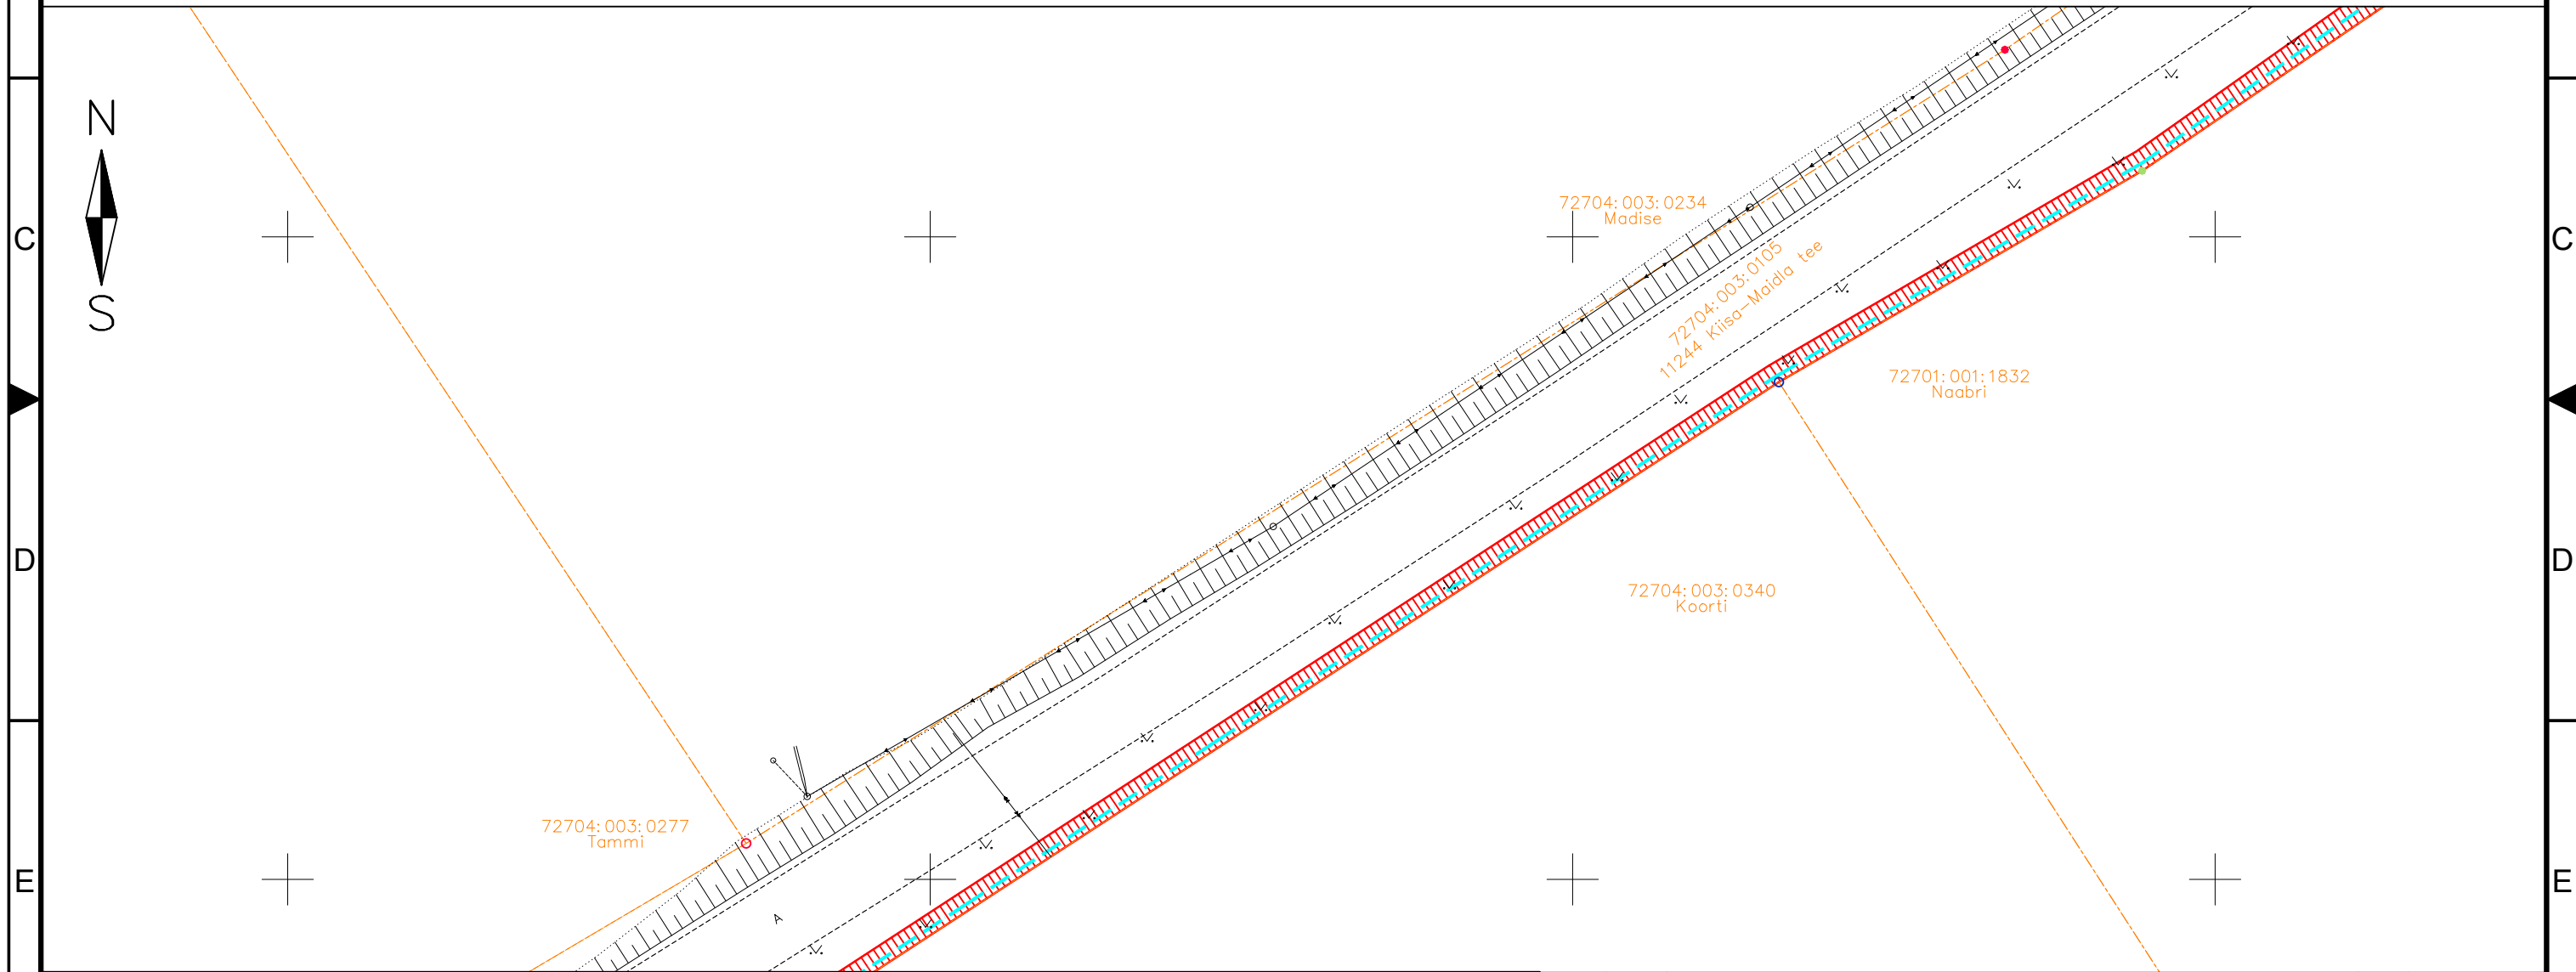 N
S
C
C
72704:003:0234
Madise
72704:003:0105
11244 Kiisa-Maidla tee
72701:001:1832
Naabri
D
D
72704:003:0340
Koorti
72704:003:0277
Tammi
E
E
A